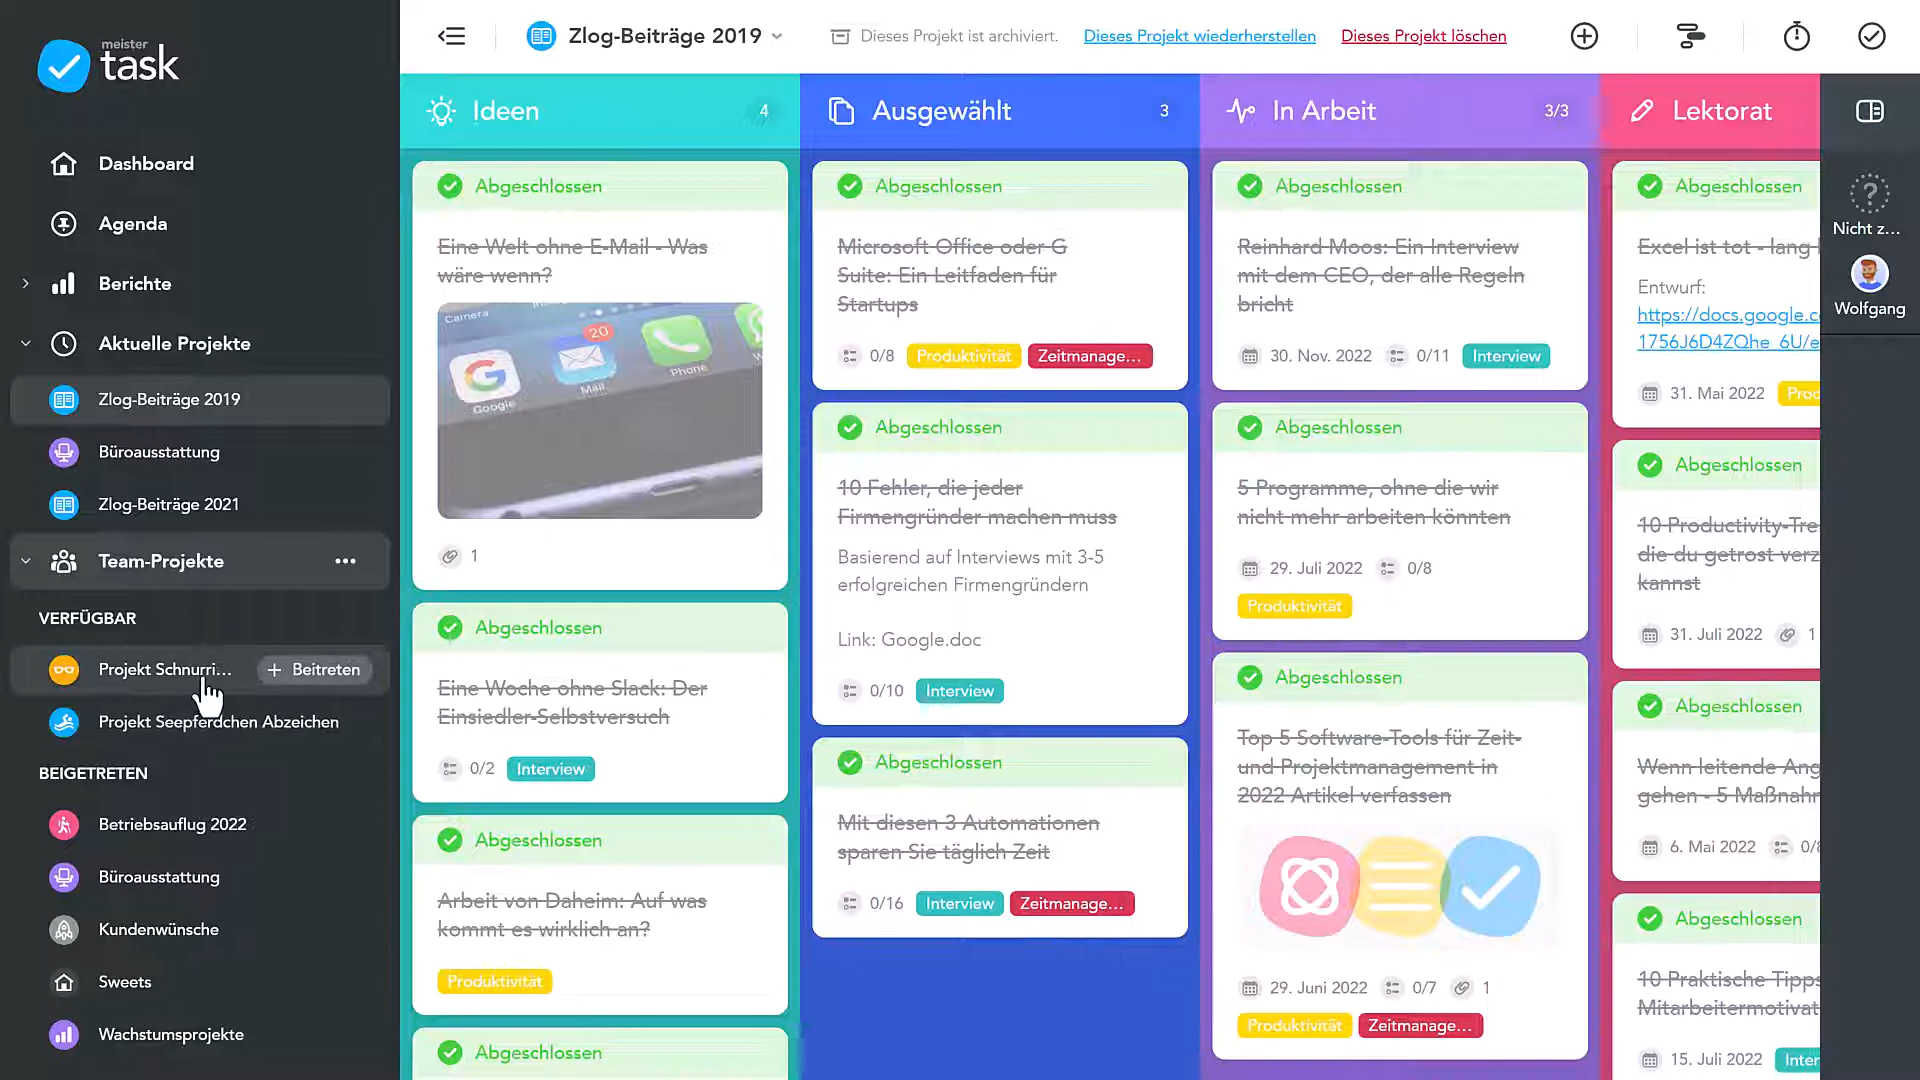 meister
task
Dashboard
Agenda
Berichte
Aktuelle Projekte
Zlog-Beiträge 2019
Büroausstattung
Zlog-Beiträge 2021
Team-Projekte
VERFÜGBAR
Projekt Schnurri...
+ Beitreten
Projekt Seepferdchen Abzeichen
BEIGETRETEN
Betriebsauflug 2022
Büroausstattung
Kundenwünsche
Sweets
Wachstumsprojekte
Zlog-Beiträge 2019
Dieses Projekt ist archiviert.
Dieses Projekt wiederherstellen
Dieses Projekt löschen
Ideen
4
Abgeschlossen
Eine Welt ohne E-Mail - Was
wäre wenn?
Camera
20
Google
Mail
Phone
1
Abgeschlossen
Eine Woche ohne Slack: Der
Einsiedler-Selbstversuch
0/2
Interview
Abgeschlossen
Arbeit von Daheim: Auf was
kommt es wirklich an?
Produktivität
Abgeschlossen
Ausgewählt
3
Abgeschlossen
Microsoft Office oder G
Suite: Ein Leitfaden für
Startups
0/8
Produktivität
Zeitmanage...
Abgeschlossen
10 Fehler, die jeder
Firmengründer machen muss
Basierend auf Interviews mit 3-5
erfolgreichen Firmengründern
Link: Google.doc
0/10
Interview
Abgeschlossen
Mit diesen 3 Automationen
sparen Sie täglich Zeit
0/16
Interview
Zeitmanage...
In Arbeit
3/3
Abgeschlossen
Reinhard Moos: Ein Interview
mit dem CEO, der alle Regeln
bricht
30. Nov. 2022
0/11
Interview
Abgeschlossen
5 Programme, ohne die wir
nicht mehr arbeiten könnten
29. Juli 2022
0/8
Produktivität
Abgeschlossen
Top 5 Software-Tools für Zeit-
und Projektmanagement in
2022 Artikel verfassen
29. Juni 2022
0/7
1
Produktivität
Zeitmanage...
Lektorat
Abgeschlossen
Excel ist tot - lang l
Entwurf:
https://docs.google.c
1756J6D4ZQhe_6U/e
31. Mai 2022
Proc
Abgeschlossen
10 Productivity-Tre
die du getrost verz
kannst
31. Juli 2022
1
Abgeschlossen
Wenn leitende Ang
gehen - 5 Maßnahm
6. Mai 2022
0/8
Abgeschlossen
10 Praktische Tipps
Mitarbeitermotivat
15. Juli 2022
Inter
Nicht z...
Wolfgang